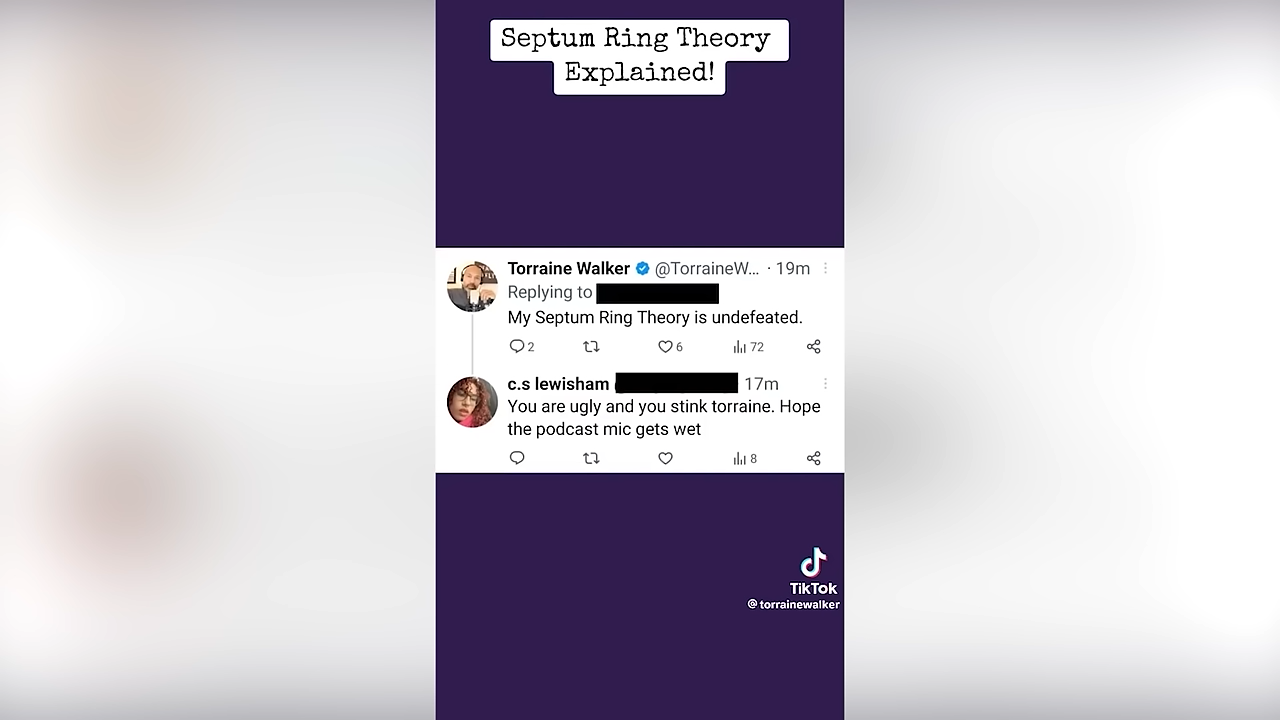 Septum Ring Theory
Explained!
Torraine Walker @TorraineW... · 19m
Replying to
My Septum Ring Theory is undefeated.
2 6 72
c.s lewisham 17m
You are ugly and you stink torraine. Hope
the podcast mic gets wet
8
TikTok
@torrainewalker